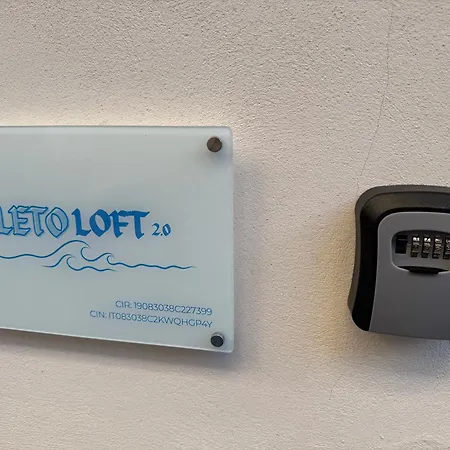 LETO LOFT 2.0
CIR: 19083038C227399
CIN: IT083038C2KWQHGP4Y